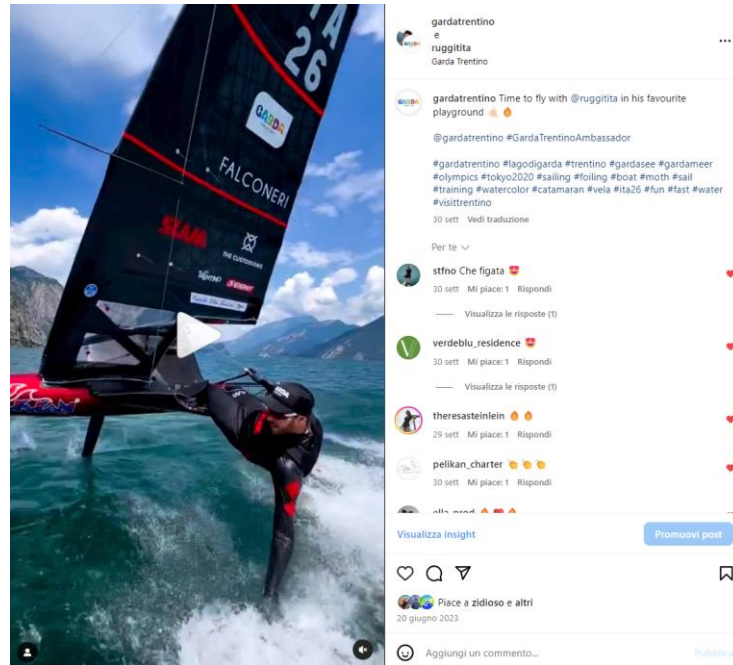 TA
26
GARDA
FALCONERI
SLAM
THE CUSTODIANS
TRENTINO
gardatrentino
e
ruggitita
Garda Trentino
gardatrentino Time to fly with @ruggitita in his favourite
playground 🤙🏻 🔥
@gardatrentino #GardaTrentinoAmbassador
#gardatrentino #lagodigarda #trentino #gardasee #gardameer
#olympics #tokyo2020 #sailing #foiling #boat #moth #sail
#training #watercolor #catamaran #vela #ita26 #fun #fast #water
#visittrentino
30 sett Vedi traduzione
Per te
stfno Che figata 😍
30 sett Mi piace: 1 Rispondi
Visualizza le risposte (1)
verdeblu_residence 😍
30 sett Mi piace: 1 Rispondi
Visualizza le risposte (1)
theresasteinlein 🔥 🔥
29 sett Mi piace: 1 Rispondi
pelikan_charter 👏 👏 👏
30 sett Mi piace: 1 Rispondi
Visualizza insight
Promuovi post
Piace a zidioso e altri
20 giugno 2023
Aggiungi un commento...
Pubblica